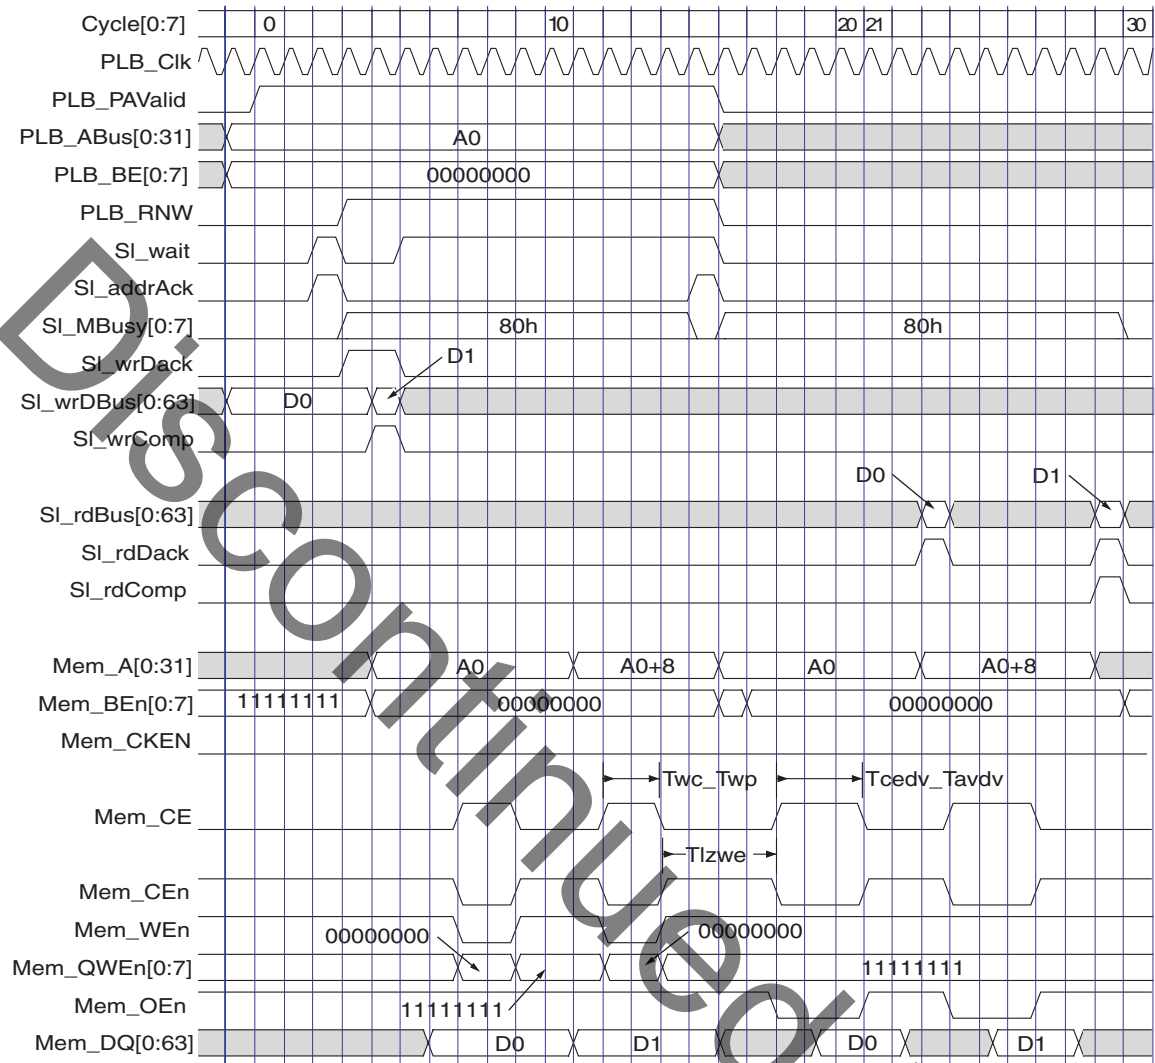 Cycle[0:7] 0 10 20 21 30
PLB_Clk
PLB_PAValid
PLB_ABus[0:31] A0
PLB_BE[0:7] 00000000
PLB_RNW
Sl_wait
Sl_addrAck
Sl_MBusy[0:7] 80h 80h
Sl_wrDack D1
Sl_wrDBus[0:63] D0
Sl_wrComp
D0 D1
Sl_rdBus[0:63]
Sl_rdDack
Sl_rdComp
Mem_A[0:31] A0 A0+8 A0 A0+8
Mem_BEn[0:7] 11111111 00000000 00000000
Mem_CKEN
Twc_Twp Tcedv_Tavdv
Mem_CE
Tlzwe
Mem_CEn
Mem_WEn
00000000 00000000
Mem_QWEn[0:7] 11111111
Mem_OEn 11111111
Mem_DQ[0:63] D0 D1 D0 D1
Discontinued